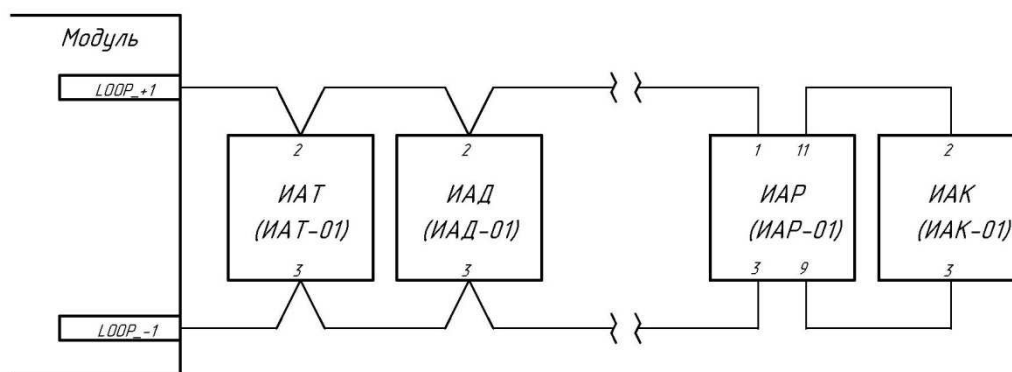 Модуль
LOOP_+1
2
2
1
11
2
ИАТ
(ИАТ-01)
ИАД
(ИАД-01)
ИАР
(ИАР-01)
ИАК
(ИАК-01)
3
3
3
9
3
LOOP_-1